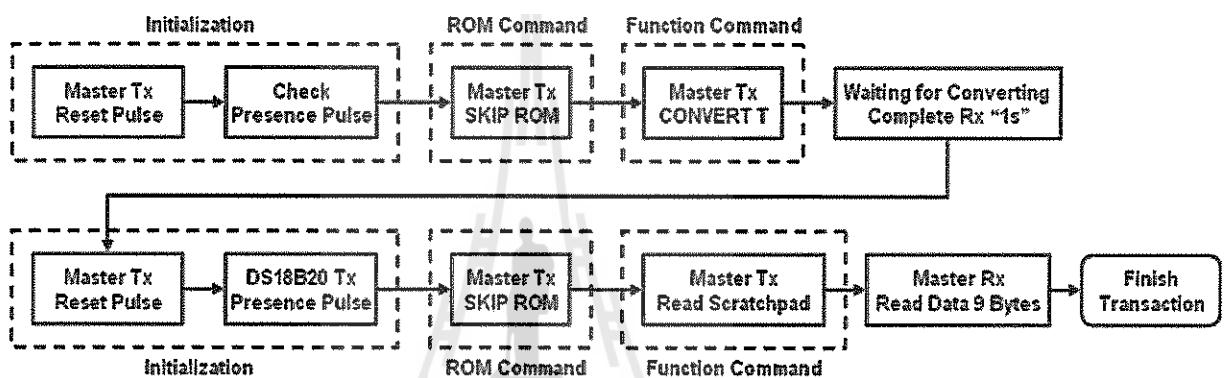 Initialization
ROM Command
Function Command
Master Tx
Reset Pulse
Check
Presence Pulse
Master Tx
SKIP ROM
Master Tx
CONVERT T
Waiting for Converting
Complete Rx "1s"
Master Tx
Reset Pulse
DS18B20 Tx
Presence Pulse
Master Tx
SKIP ROM
Master Tx
Read Scratchpad
Master Rx
Read Data 9 Bytes
Finish
Transaction
Initialization
ROM Command
Function Command